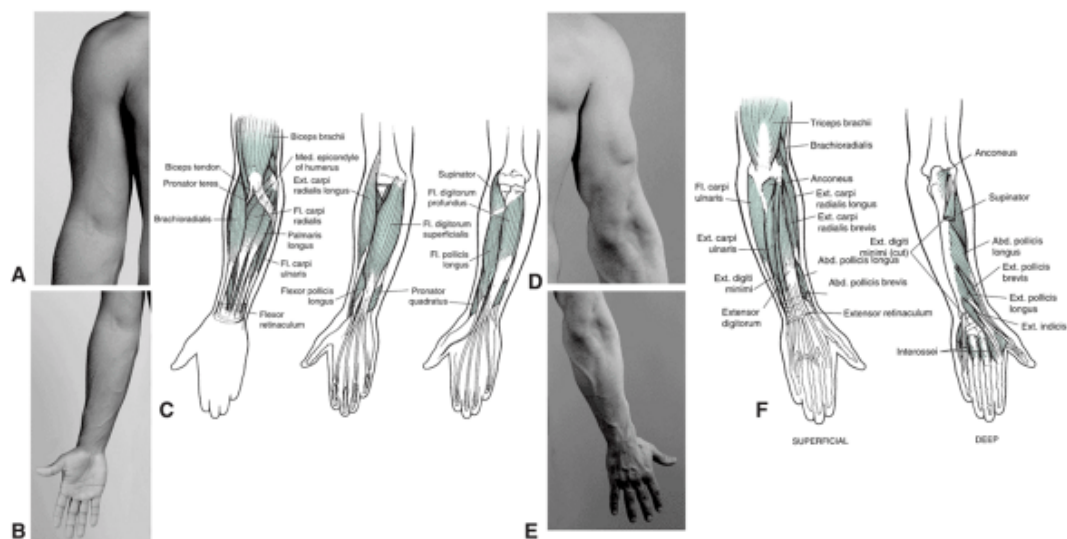 A
B
Biceps brachii
Biceps tendon
Pronator teres
Med. epicondyle
of humerus
Ext. carpi
radialis longus
Brachioradialis
Fl. carpi
radialis
Palmaris
longus
Fl. carpi
ulnaris
Flexor pollicis
longus
Flexor
retinaculum
C
Supinator
Fl. digitorum
profundus
Fl. digitorum
superficialis
Fl. pollicis
longus
Pronator
quadratus
D
E
Triceps brachii
Brachioradialis
Anconeus
Fl. carpi
ulnaris
Ext. carpi
radialis longus
Ext. carpi
radialis brevis
Ext. carpi
ulnaris
Ext. digiti
minimi (cut)
Abd. pollicis longus
Ext. digiti
minimi
Abd. pollicis brevis
Extensor
digitorum
Extensor retinaculum
F
SUPERFICIAL
Anconeus
Supinator
Abd. pollicis
longus
Ext. pollicis
brevis
Ext. pollicis
longus
Ext. indicis
Interossei
DEEP